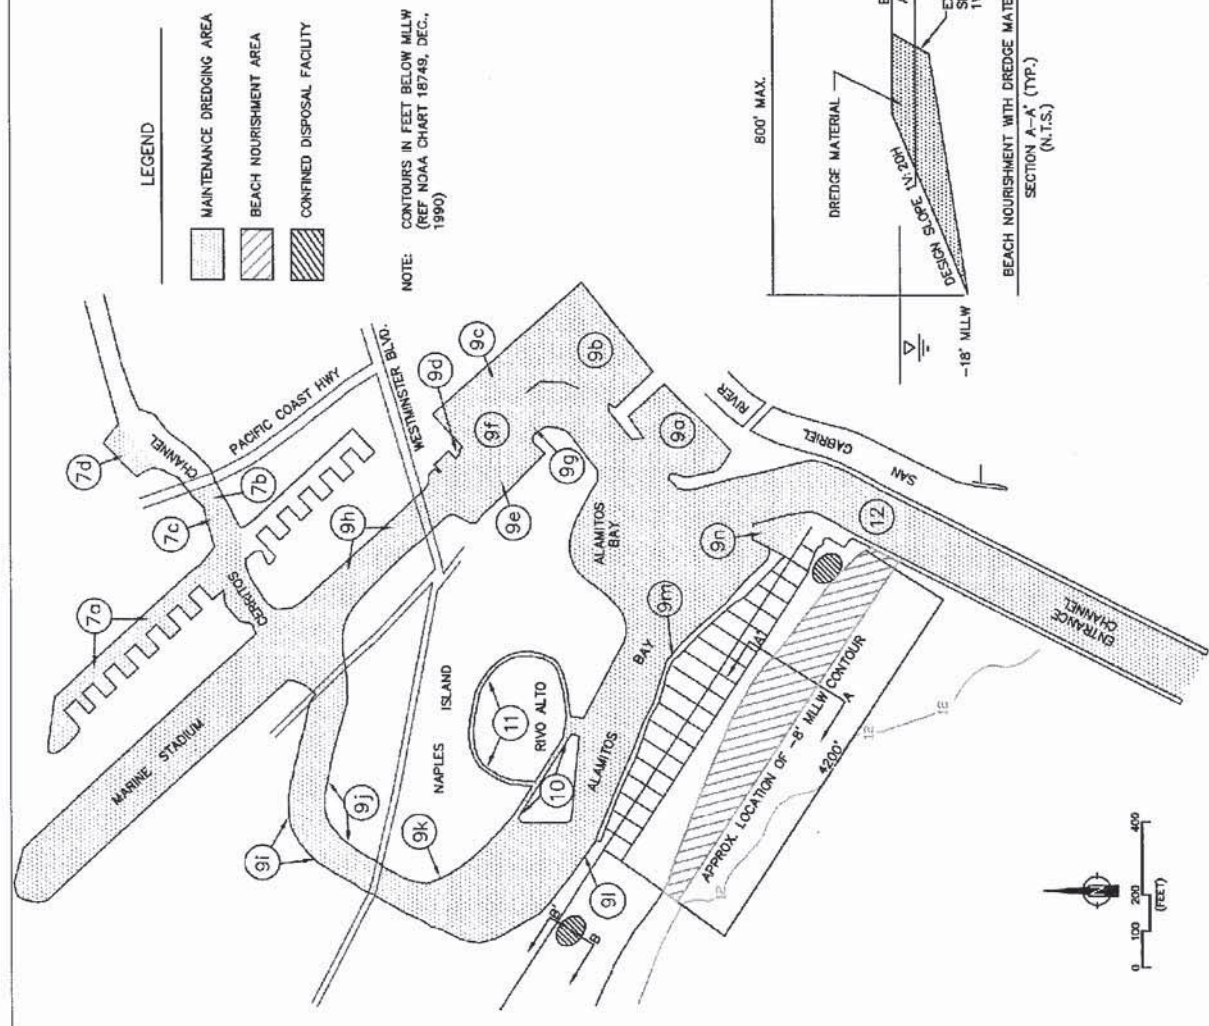 LEGEND
MAINTENANCE DREDGING AREA
BEACH NOURISHMENT AREA
CONFINED DISPOSAL FACILITY
NOTE: CONTOURS IN FEET BELOW MLLW
(REF NOAA CHART 18749, DEC.,
1990)
7d
CHANNEL
PACIFIC COAST HWY
WESTMINSTER BLVD.
7b
7c
9d
9c
9b
9f
9g
9e
9h
7a
CERRITOS
MARINE STADIUM
9a
ALAMITOS
BAY
9n
RIVER
GABRIEL
SAN
12
ENTRANCE
CHANNEL
9m
BAY
ALAMITOS
ISLAND
NAPLES
11
RIVO ALTO
10
9j
9i
9k
9l
A'
A
B'
B
APPROX. LOCATION OF -8' MLLW CONTOUR
4200'
12
12
12
0 100 200 400
(FEET)
N
800' MAX.
DREDGE MATERIAL
DESIGN SLOPE 1V:20H
-18' MLLW
BEACH NOURISHMENT WITH DREDGE MATE
SECTION A-A' (TYP.)
(N.T.S.)